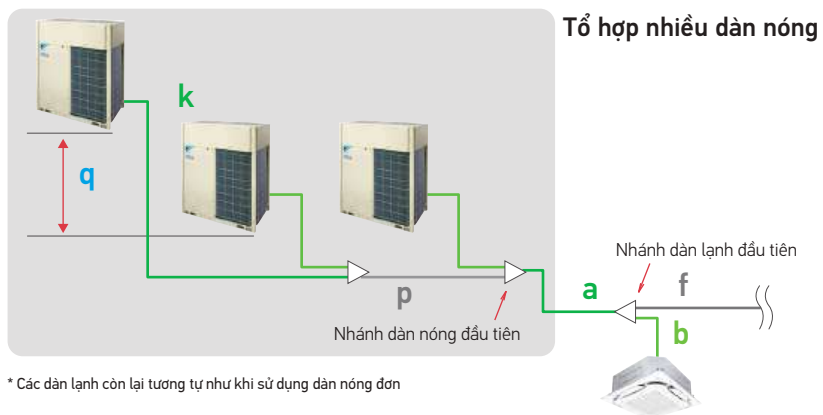 Tổ hợp nhiều dàn nóng
k
q
Nhánh dàn lạnh đầu tiên
p
a
f
b
Nhánh dàn nóng đầu tiên
* Các dàn lạnh còn lại tương tự như khi sử dụng dàn nóng đơn